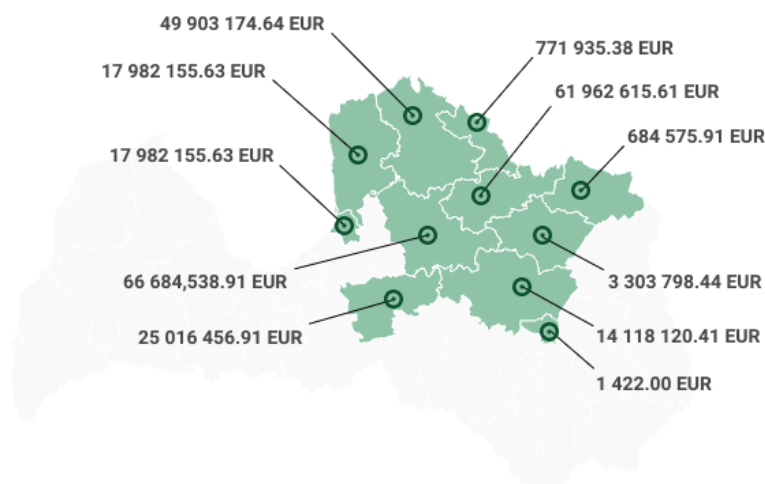 49 903 174.64 EUR
771 935.38 EUR
17 982 155.63 EUR
61 962 615.61 EUR
684 575.91 EUR
17 982 155.63 EUR
66 684,538.91 EUR
3 303 798.44 EUR
25 016 456.91 EUR
14 118 120.41 EUR
1 422.00 EUR